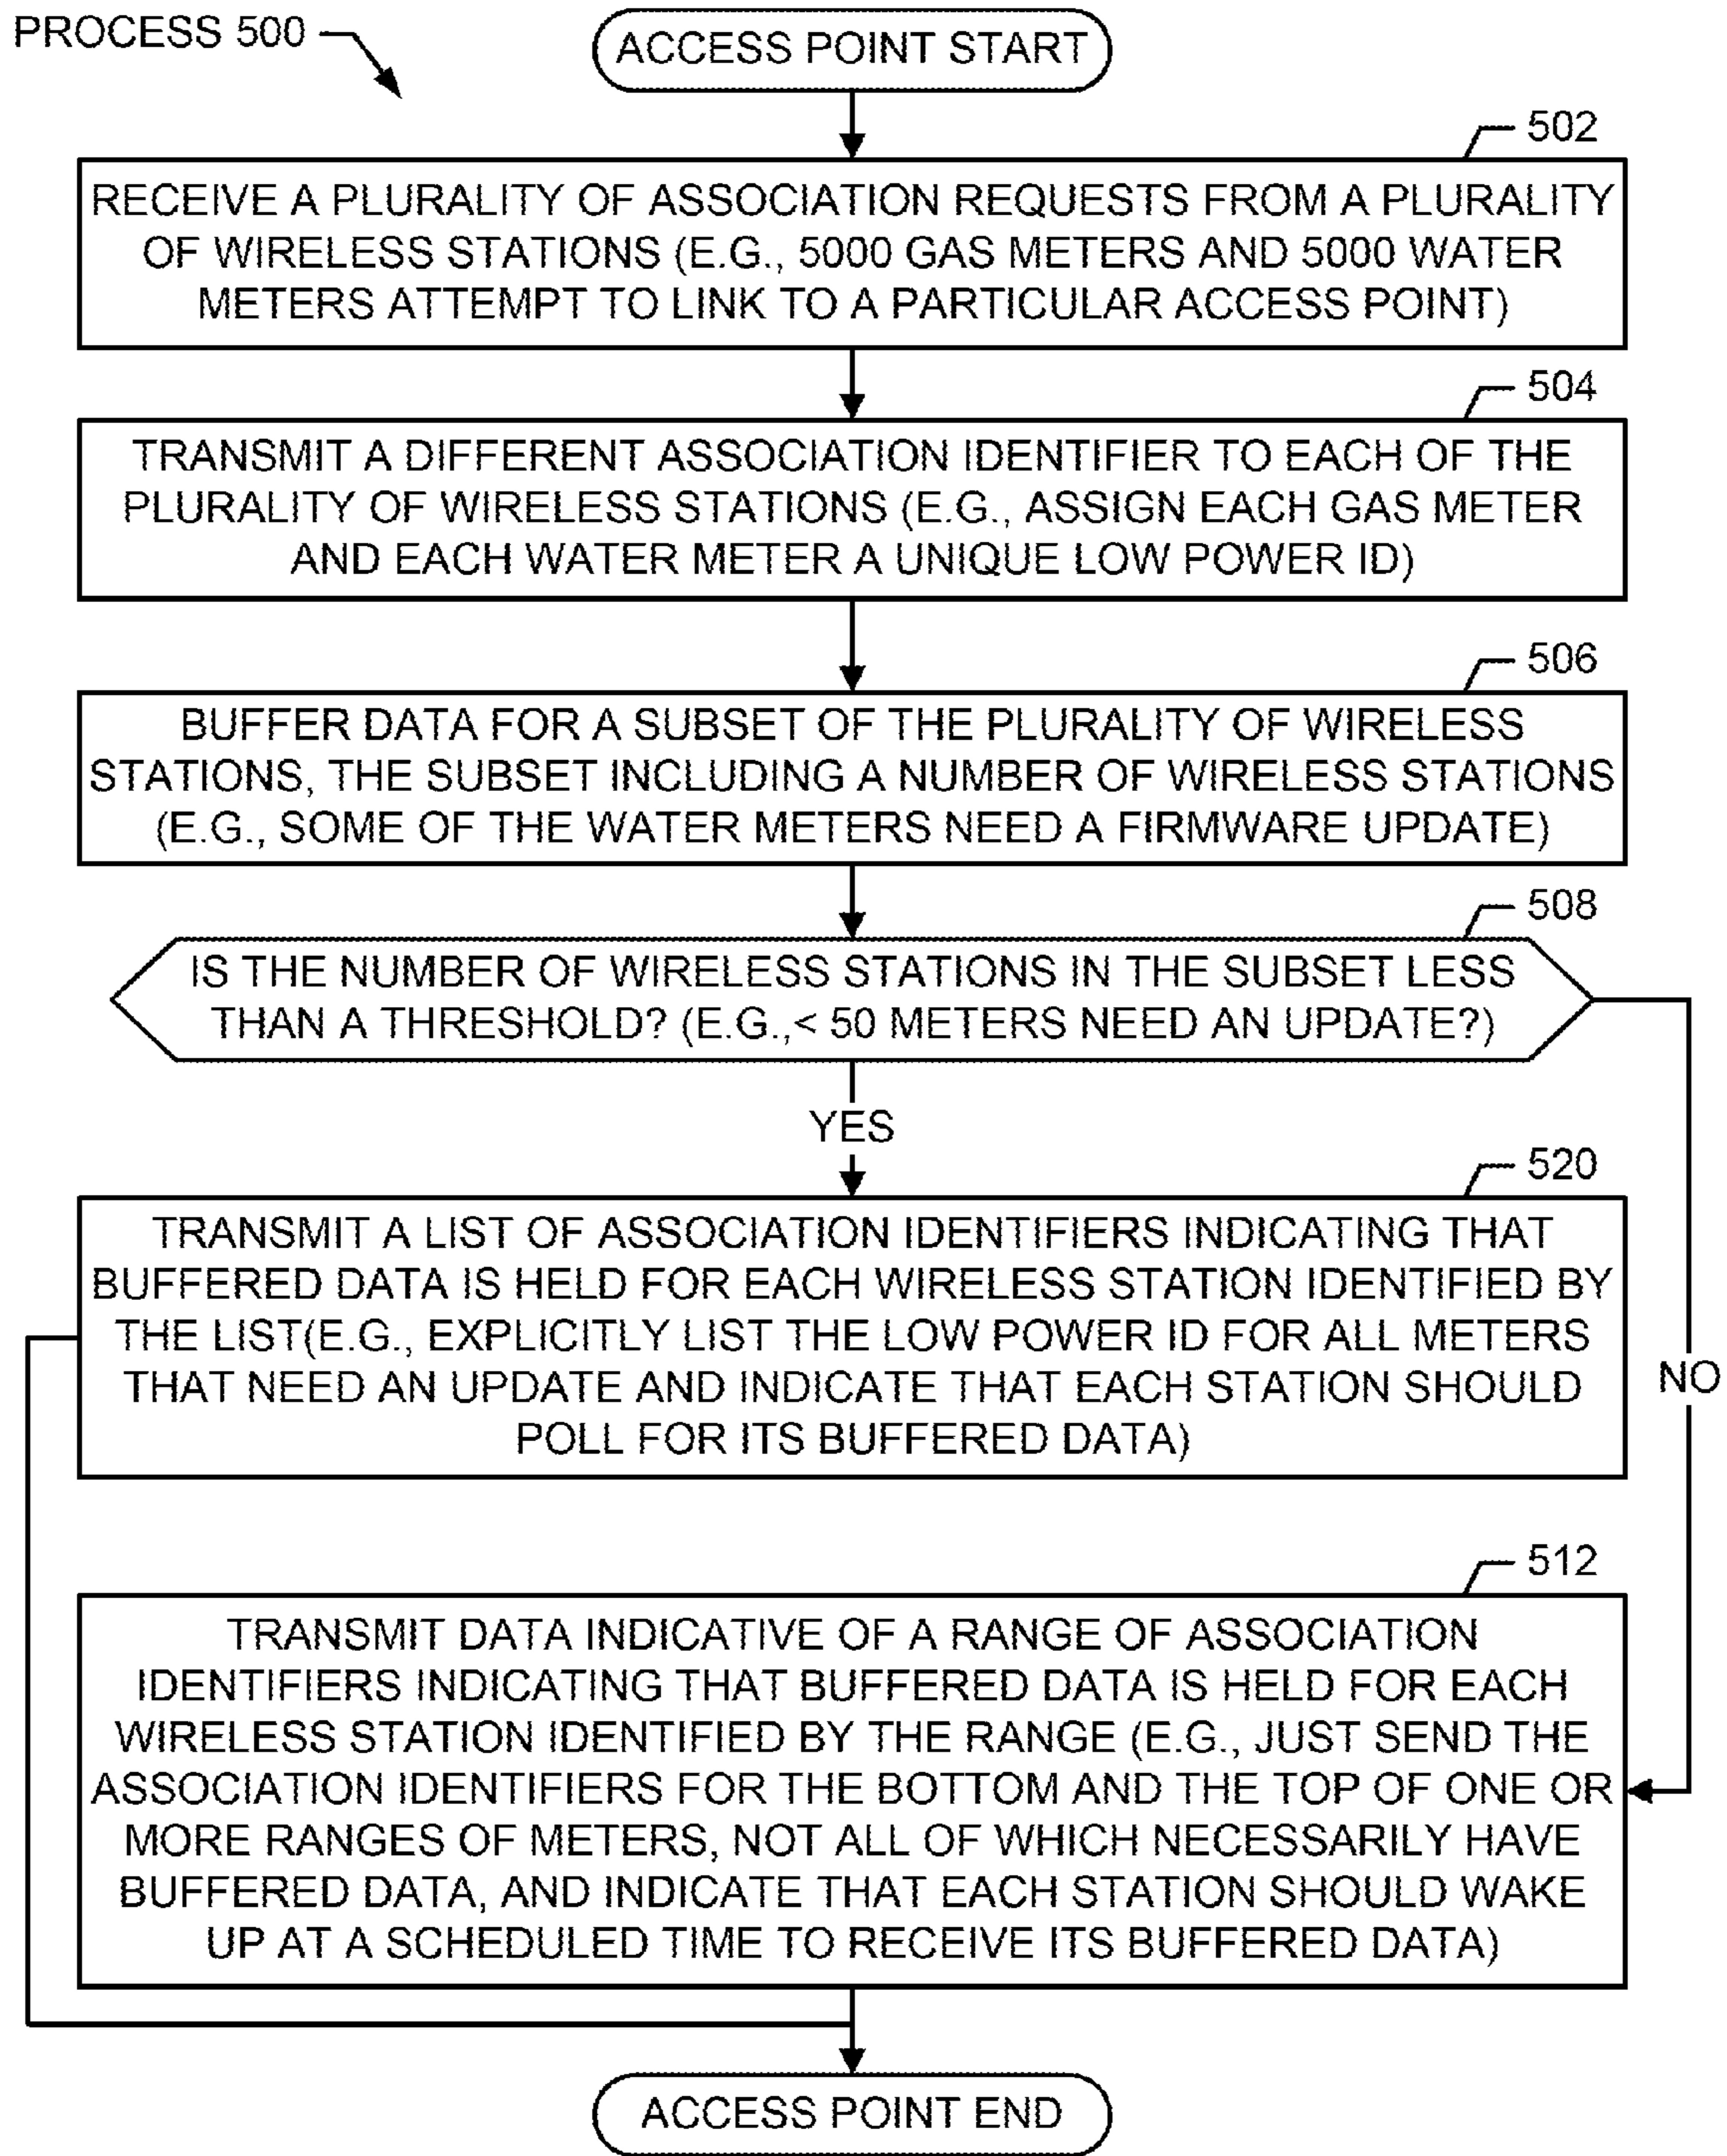 PROCESS 500
ACCESS POINT START
502
RECEIVE A PLURALITY OF ASSOCIATION REQUESTS FROM A PLURALITY
OF WIRELESS STATIONS (E.G., 5000 GAS METERS AND 5000 WATER
METERS ATTEMPT TO LINK TO A PARTICULAR ACCESS POINT)
504
TRANSMIT A DIFFERENT ASSOCIATION IDENTIFIER TO EACH OF THE
PLURALITY OF WIRELESS STATIONS (E.G., ASSIGN EACH GAS METER
AND EACH WATER METER A UNIQUE LOW POWER ID)
506
BUFFER DATA FOR A SUBSET OF THE PLURALITY OF WIRELESS
STATIONS, THE SUBSET INCLUDING A NUMBER OF WIRELESS STATIONS
(E.G., SOME OF THE WATER METERS NEED A FIRMWARE UPDATE)
508
IS THE NUMBER OF WIRELESS STATIONS IN THE SUBSET LESS
THAN A THRESHOLD? (E.G.,< 50 METERS NEED AN UPDATE?)
YES
520
TRANSMIT A LIST OF ASSOCIATION IDENTIFIERS INDICATING THAT
BUFFERED DATA IS HELD FOR EACH WIRELESS STATION IDENTIFIED BY
THE LIST(E.G., EXPLICITLY LIST THE LOW POWER ID FOR ALL METERS
THAT NEED AN UPDATE AND INDICATE THAT EACH STATION SHOULD
POLL FOR ITS BUFFERED DATA)
NO
512
TRANSMIT DATA INDICATIVE OF A RANGE OF ASSOCIATION
IDENTIFIERS INDICATING THAT BUFFERED DATA IS HELD FOR EACH
WIRELESS STATION IDENTIFIED BY THE RANGE (E.G., JUST SEND THE
ASSOCIATION IDENTIFIERS FOR THE BOTTOM AND THE TOP OF ONE OR
MORE RANGES OF METERS, NOT ALL OF WHICH NECESSARILY HAVE
BUFFERED DATA, AND INDICATE THAT EACH STATION SHOULD WAKE
UP AT A SCHEDULED TIME TO RECEIVE ITS BUFFERED DATA)
ACCESS POINT END